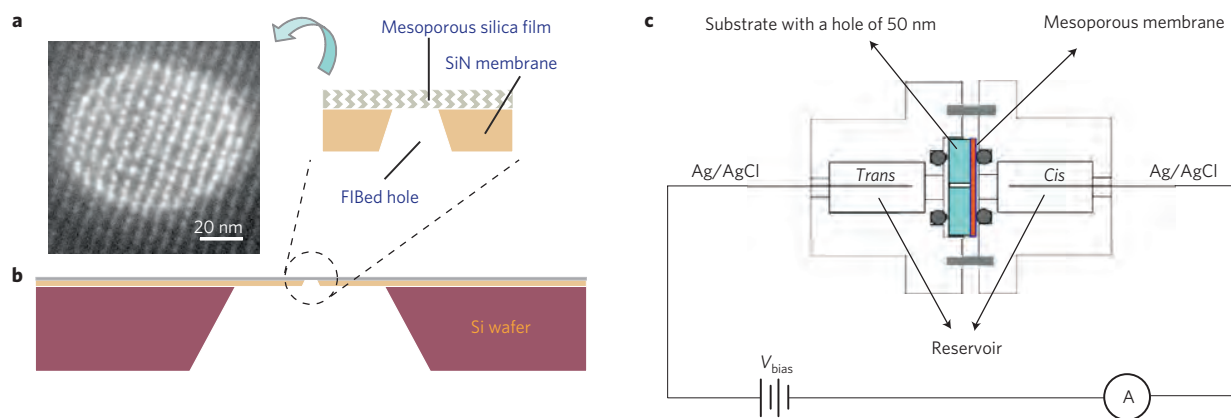 a
Mesoporous silica film
SiN membrane
FIBed hole
20 nm
b
Si wafer
c
Substrate with a hole of 50 nm
Mesoporous membrane
Ag/AgCl
Trans
Cis
Ag/AgCl
Reservoir
Vbias
A